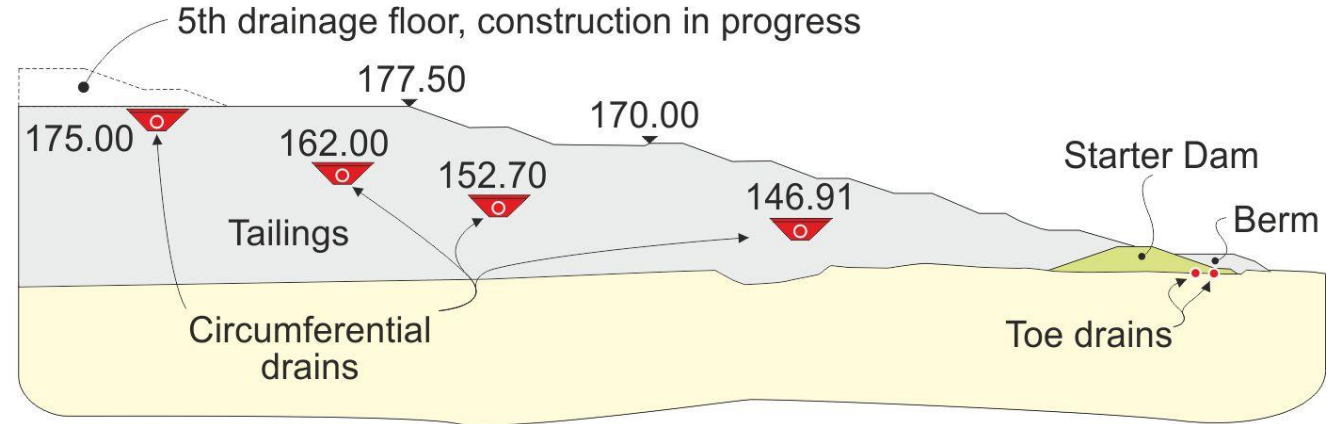 5th drainage floor, construction in progress
177.50
170.00
175.00
162.00
152.70
146.91
Starter Dam
Berm
Tailings
Circumferential
drains
Toe drains